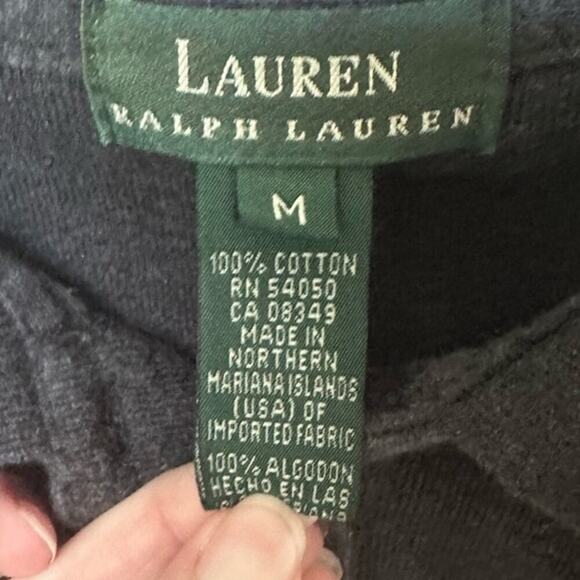 LAUREN
RALPH LAUREN
M
100% COTTON
RN 54050
CA 08349
MADE IN
NORTHERN
MARIANA ISLANDS
(USA) OF
IMPORTED FABRIC
100% ALGODON
HECHO EN LAS